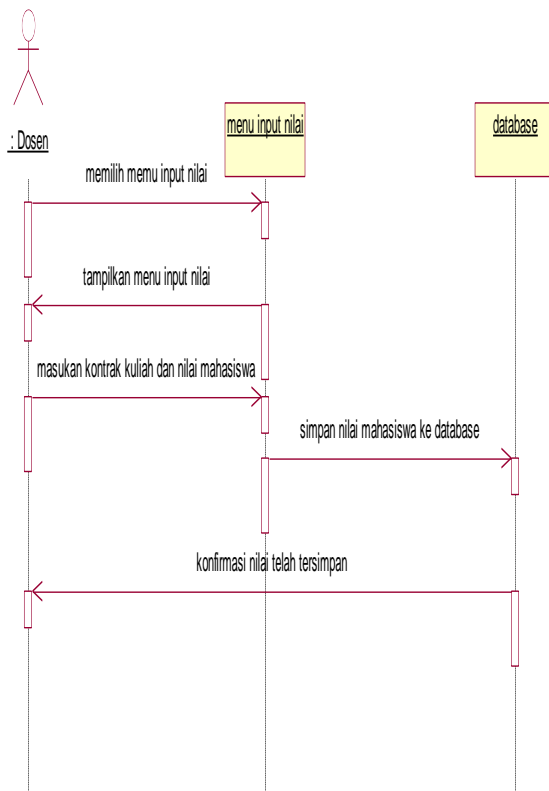 : Dosen
menu input nilai
database
memilih memu input nilai
tampilkan menu input nilai
masukan kontrak kuliah dan nilai mahasiswa
simpan nilai mahasiswa ke database
konfirmasi nilai telah tersimpan